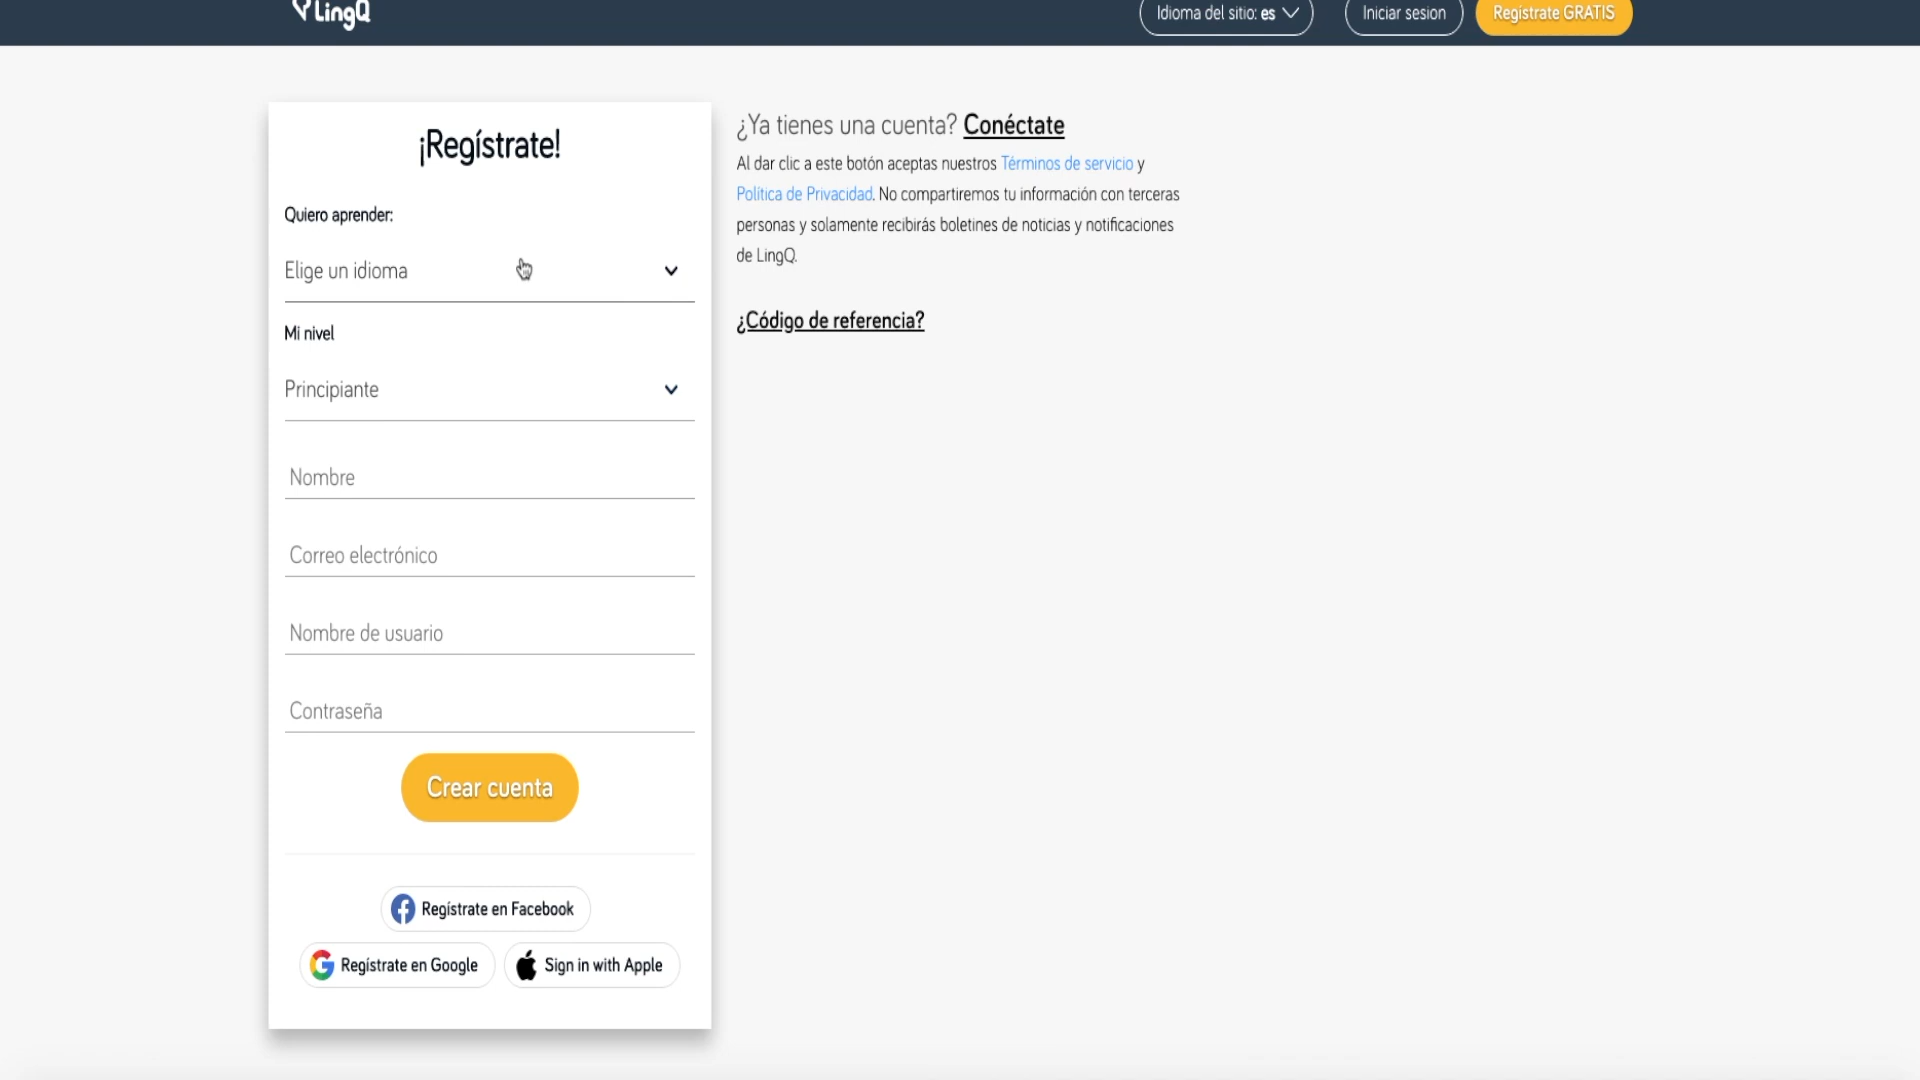 LingQ
Idioma del sitio: es
Iniciar sesion
Regístrate GRATIS
¡Regístrate!
Quiero aprender:
Elige un idioma
Mi nivel
Principiante
Nombre
Correo electrónico
Nombre de usuario
Contraseña
Crear cuenta
Regístrate en Facebook
Regístrate en Google
Sign in with Apple
¿Ya tienes una cuenta? Conéctate
Al dar clic a este botón aceptas nuestros Términos de servicio y
Política de Privacidad. No compartiremos tu información con terceras
personas y solamente recibirás boletines de noticias y notificaciones
de LingQ.
¿Código de referencia?